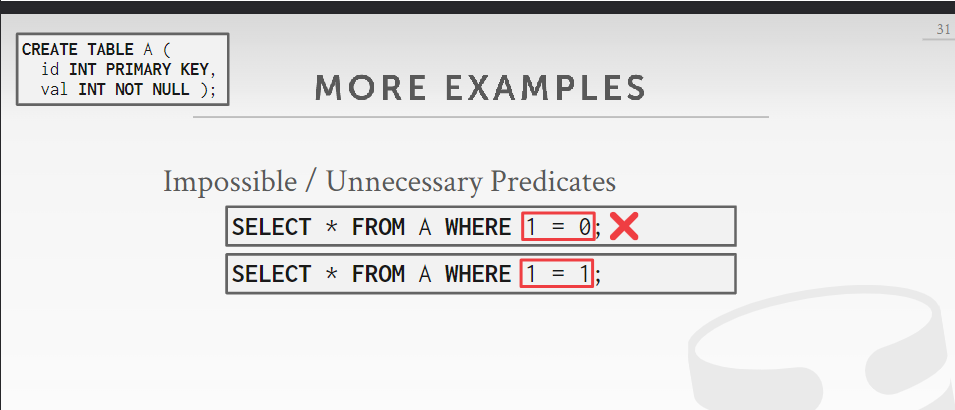 31
CREATE TABLE A (
id INT PRIMARY KEY,
val INT NOT NULL );
MORE EXAMPLES
Impossible / Unnecessary Predicates
SELECT * FROM A WHERE 1 = 0;
SELECT * FROM A WHERE 1 = 1;